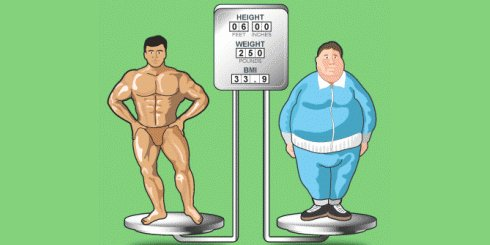 HEIGHT
06 00
FEET INCHES
WEIGHT
250
POUNDS
BMI
33.9